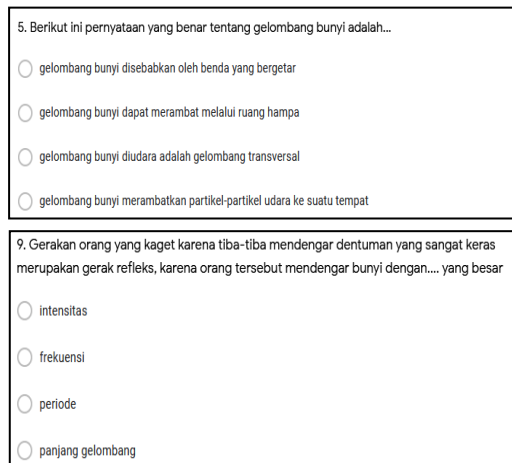 5. Berikut ini pernyataan yang benar tentang gelombang bunyi adalah...
gelombang bunyi disebabkan oleh benda yang bergetar
gelombang bunyi dapat merambat melalui ruang hampa
gelombang bunyi diudara adalah gelombang transversal
gelombang bunyi merambatkan partikel-partikel udara ke suatu tempat
9. Gerakan orang yang kaget karena tiba-tiba mendengar dentuman yang sangat keras
merupakan gerak refleks, karena orang tersebut mendengar bunyi dengan.... yang besar
intensitas
frekuensi
periode
panjang gelombang